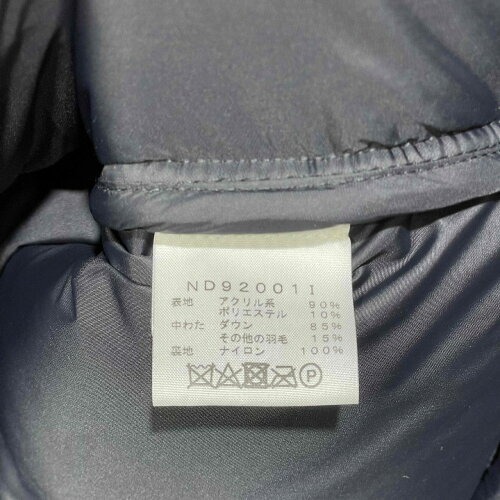 ND92001I
表地 アクリル系 90%
ポリエステル 10%
中わた ダウン 85%
その他の羽毛 15%
裏地 ナイロン 100%
P